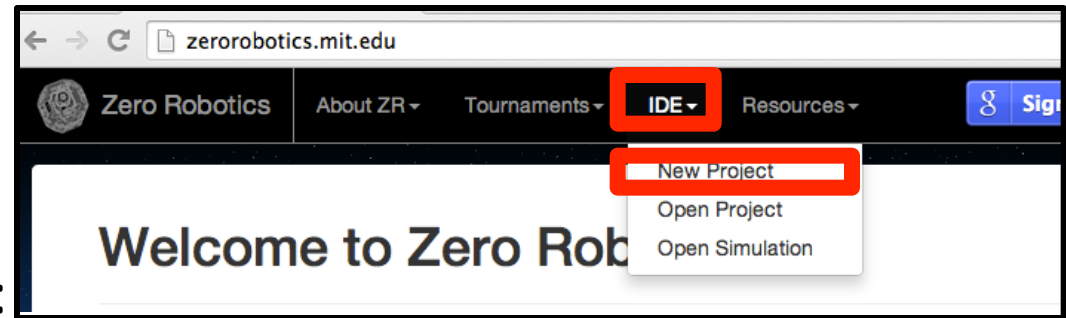 zerorobotics.mit.edu
Zero Robotics About ZR IDE Tournaments Resources
New Project
Open Project
Open Simulation
Welcome to Zero Rob
: